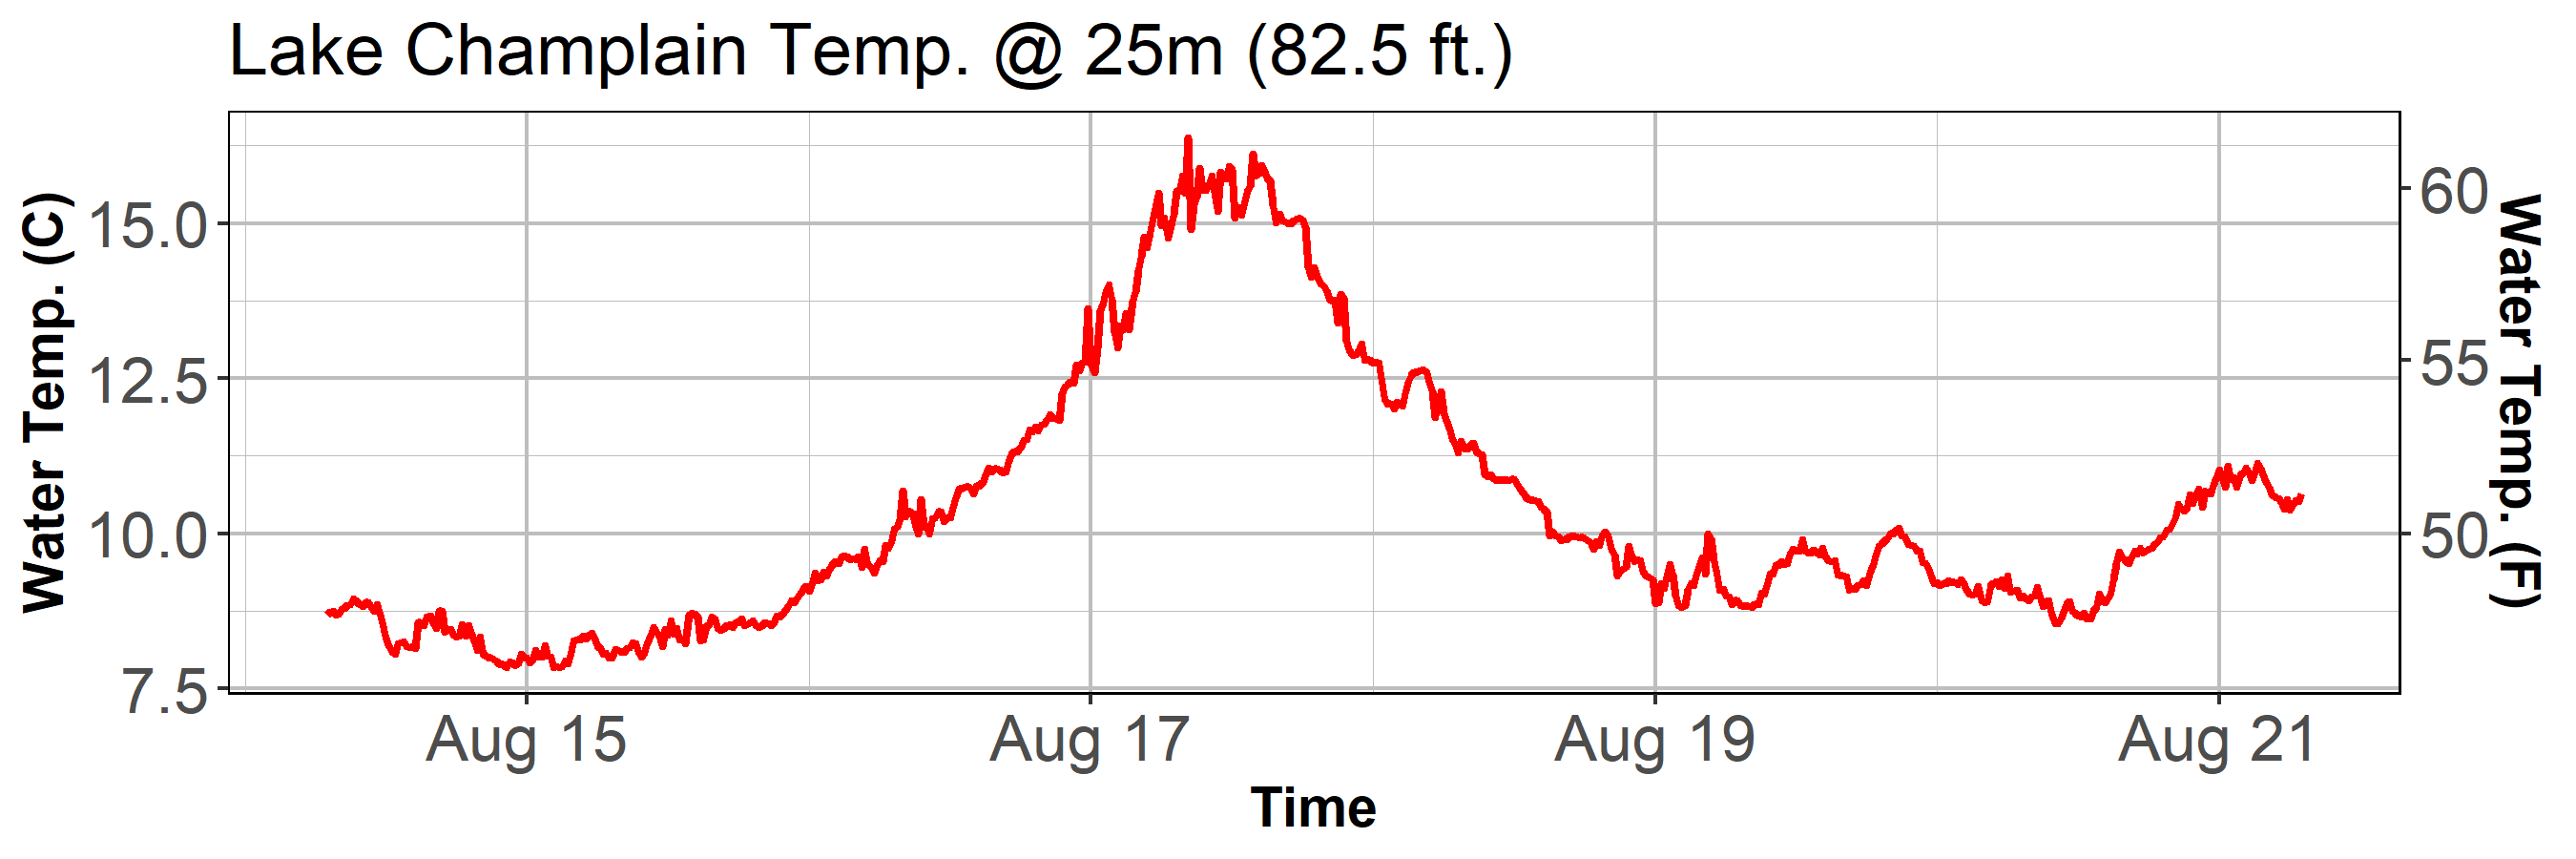 Lake Champlain Temp. @ 25m (82.5 ft.)
Water Temp. (C)
15.0
12.5
10.0
7.5
60
55
50
Water Temp. (F)
Aug 15
Aug 17
Aug 19
Aug 21
Time